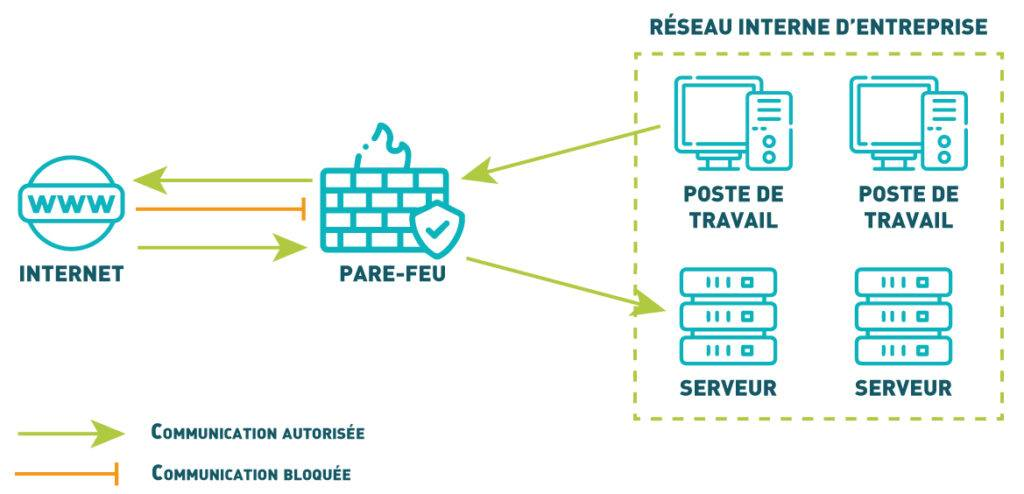 RÉSEAU INTERNE D’ENTREPRISE
WWW
INTERNET
PARE-FEU
POSTE DE
TRAVAIL
POSTE DE
TRAVAIL
SERVEUR
SERVEUR
COMMUNICATION AUTORISÉE
COMMUNICATION BLOQUÉE